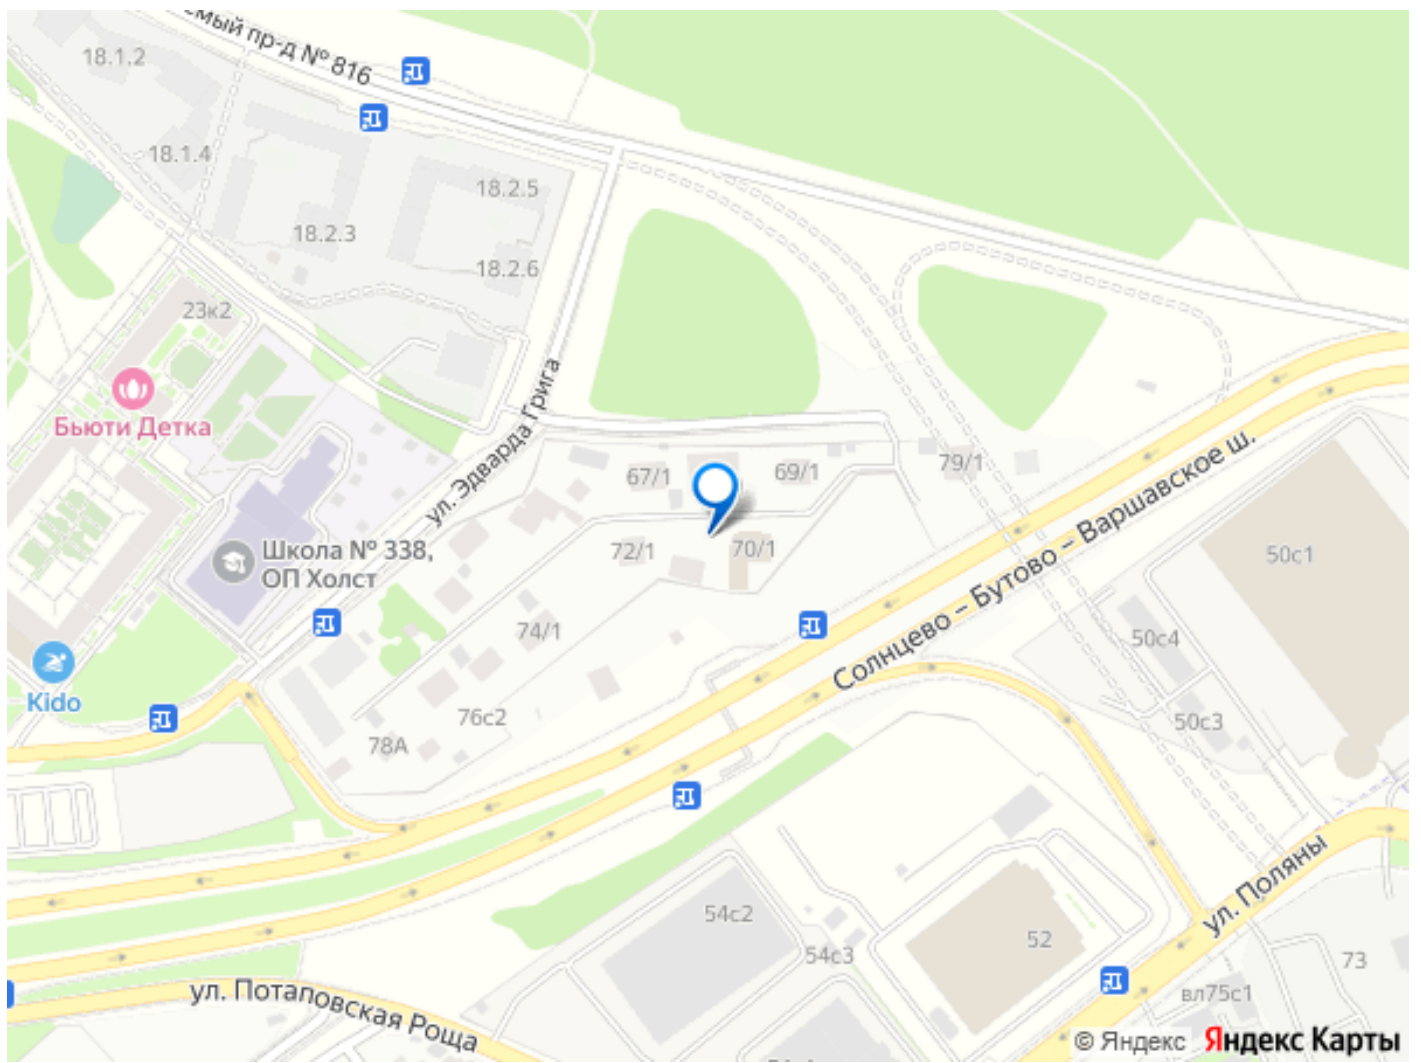 емый пр-д № 816
18.1.2
18.1.4
18.2.5
18.2.3
18.2.6
23к2
Бьюти Детка
ул. Эдварда Грига
67/1
69/1
79/1
Солнцево – Бутово – Варшавское ш.
Школа № 338,
ОП Холст
72/1
70/1
50с1
74/1
50с4
Kido
76с2
50с3
78А
ул. Поляны
54с2
52
54с3
73
ул. Потаповская Роща
вл75с1
© Яндекс Яндекс Карты